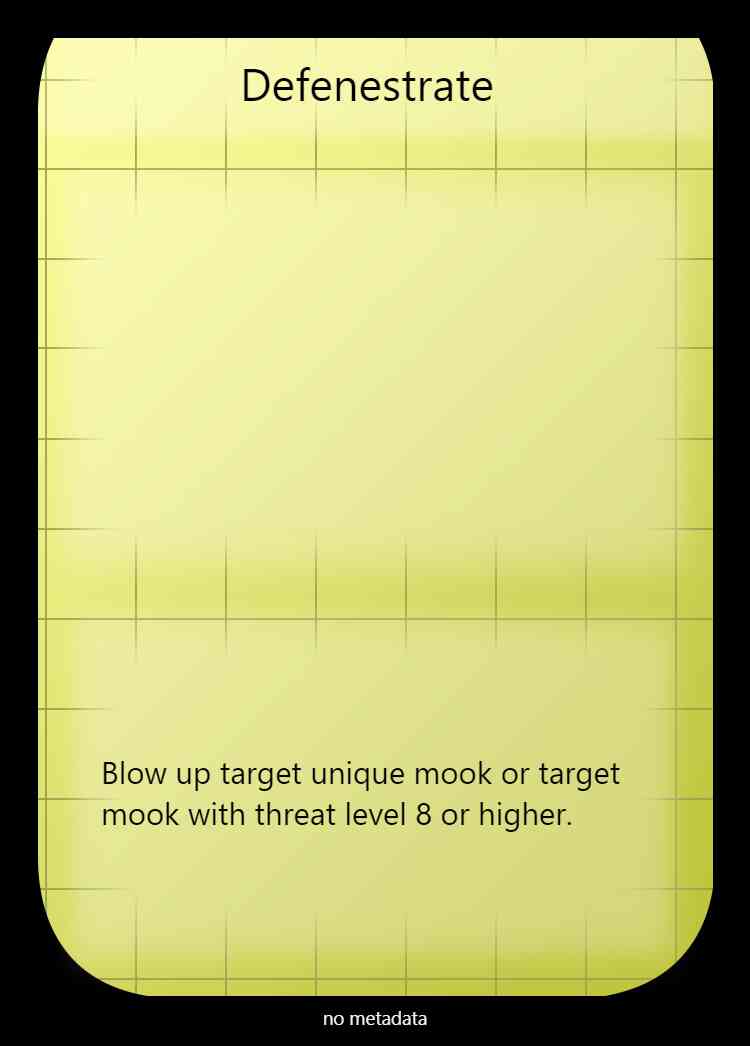 Defenestrate
Blow up target unique mook or target
mook with threat level 8 or higher.
no metadata